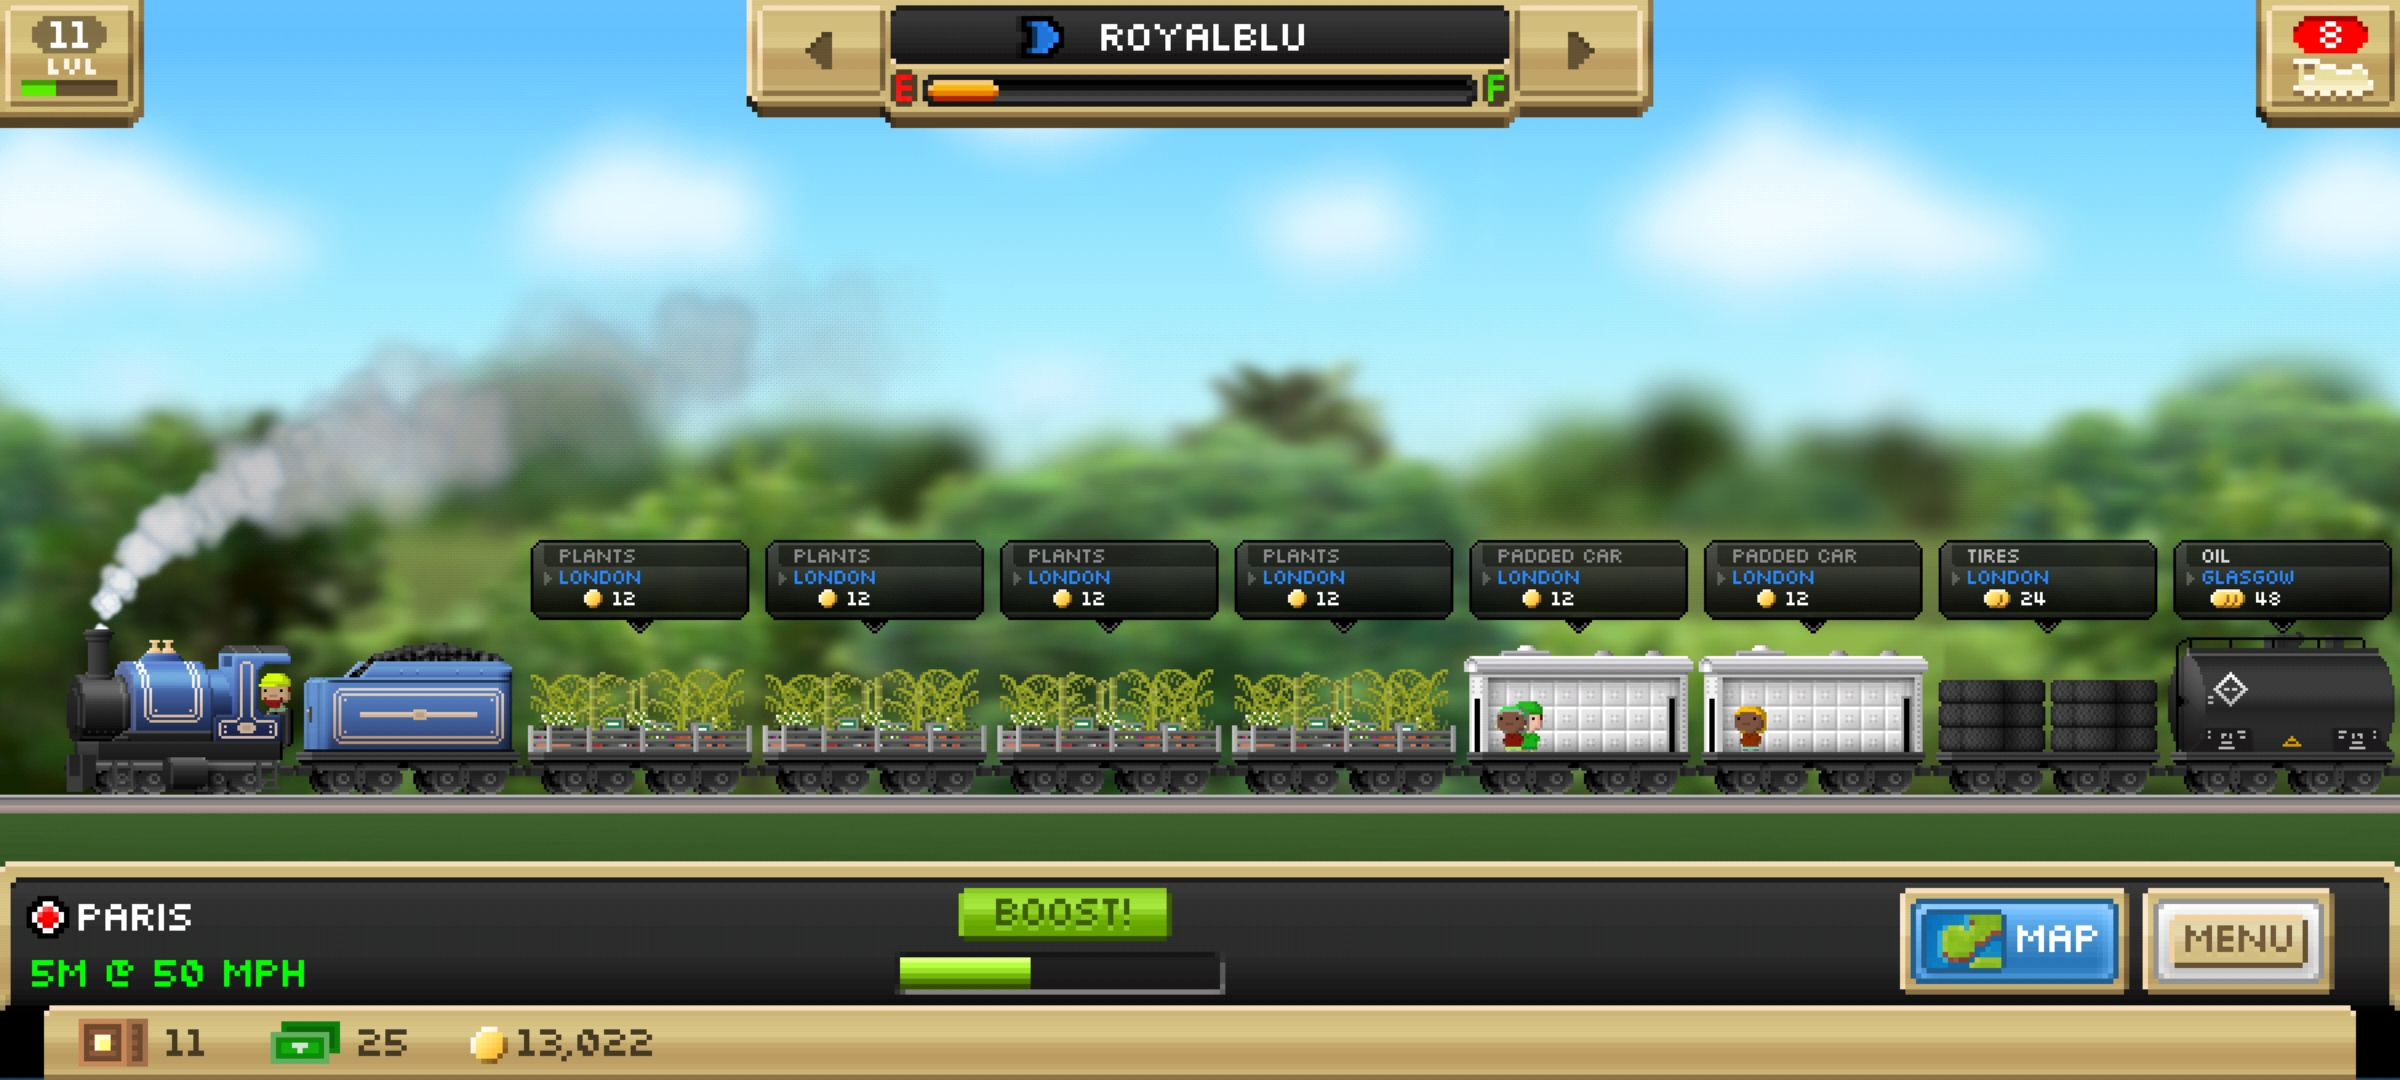 11
LVL
ROYALBLU
E F
8
PLANTS
LONDON
12
PLANTS
LONDON
12
PLANTS
LONDON
12
PLANTS
LONDON
12
PADDED CAR
LONDON
12
PADDED CAR
LONDON
12
TIRES
LONDON
24
OIL
GLASGOW
48
PARIS
5M @ 50 MPH
BOOST!
MAP
MENU
11
25
13,022